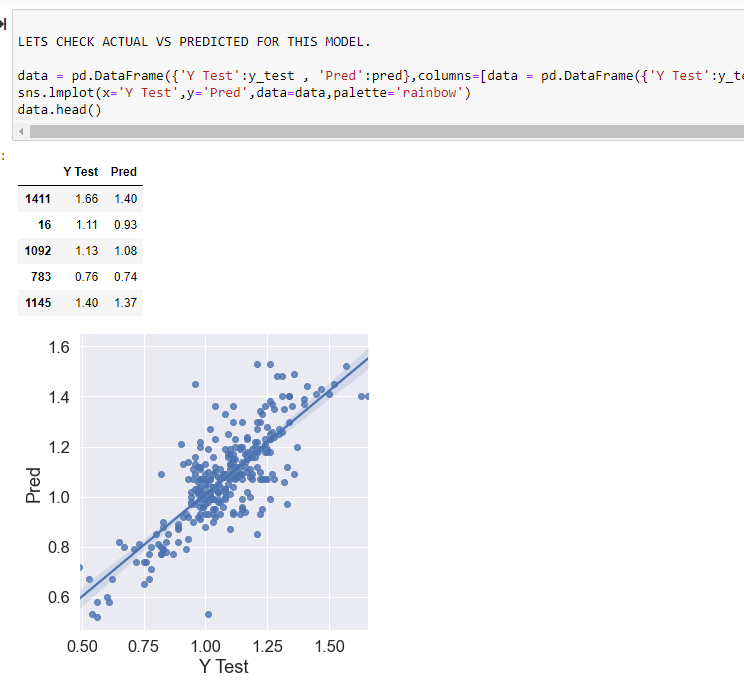 LETS CHECK ACTUAL VS PREDICTED FOR THIS MODEL.
data = pd.DataFrame({'Y Test':y_test , 'Pred':pred},columns=[data = pd.DataFrame({'Y Test':y_te
sns.lmplot(x='Y Test',y='Pred',data=data,palette='rainbow')
data.head()
:
Y Test Pred
1411 1.66 1.40
16 1.11 0.93
1092 1.13 1.08
783 0.76 0.74
1145 1.40 1.37
1.6
1.4
1.2
1.0
0.8
0.6
Pred
0.50 0.75 1.00 1.25 1.50
Y Test